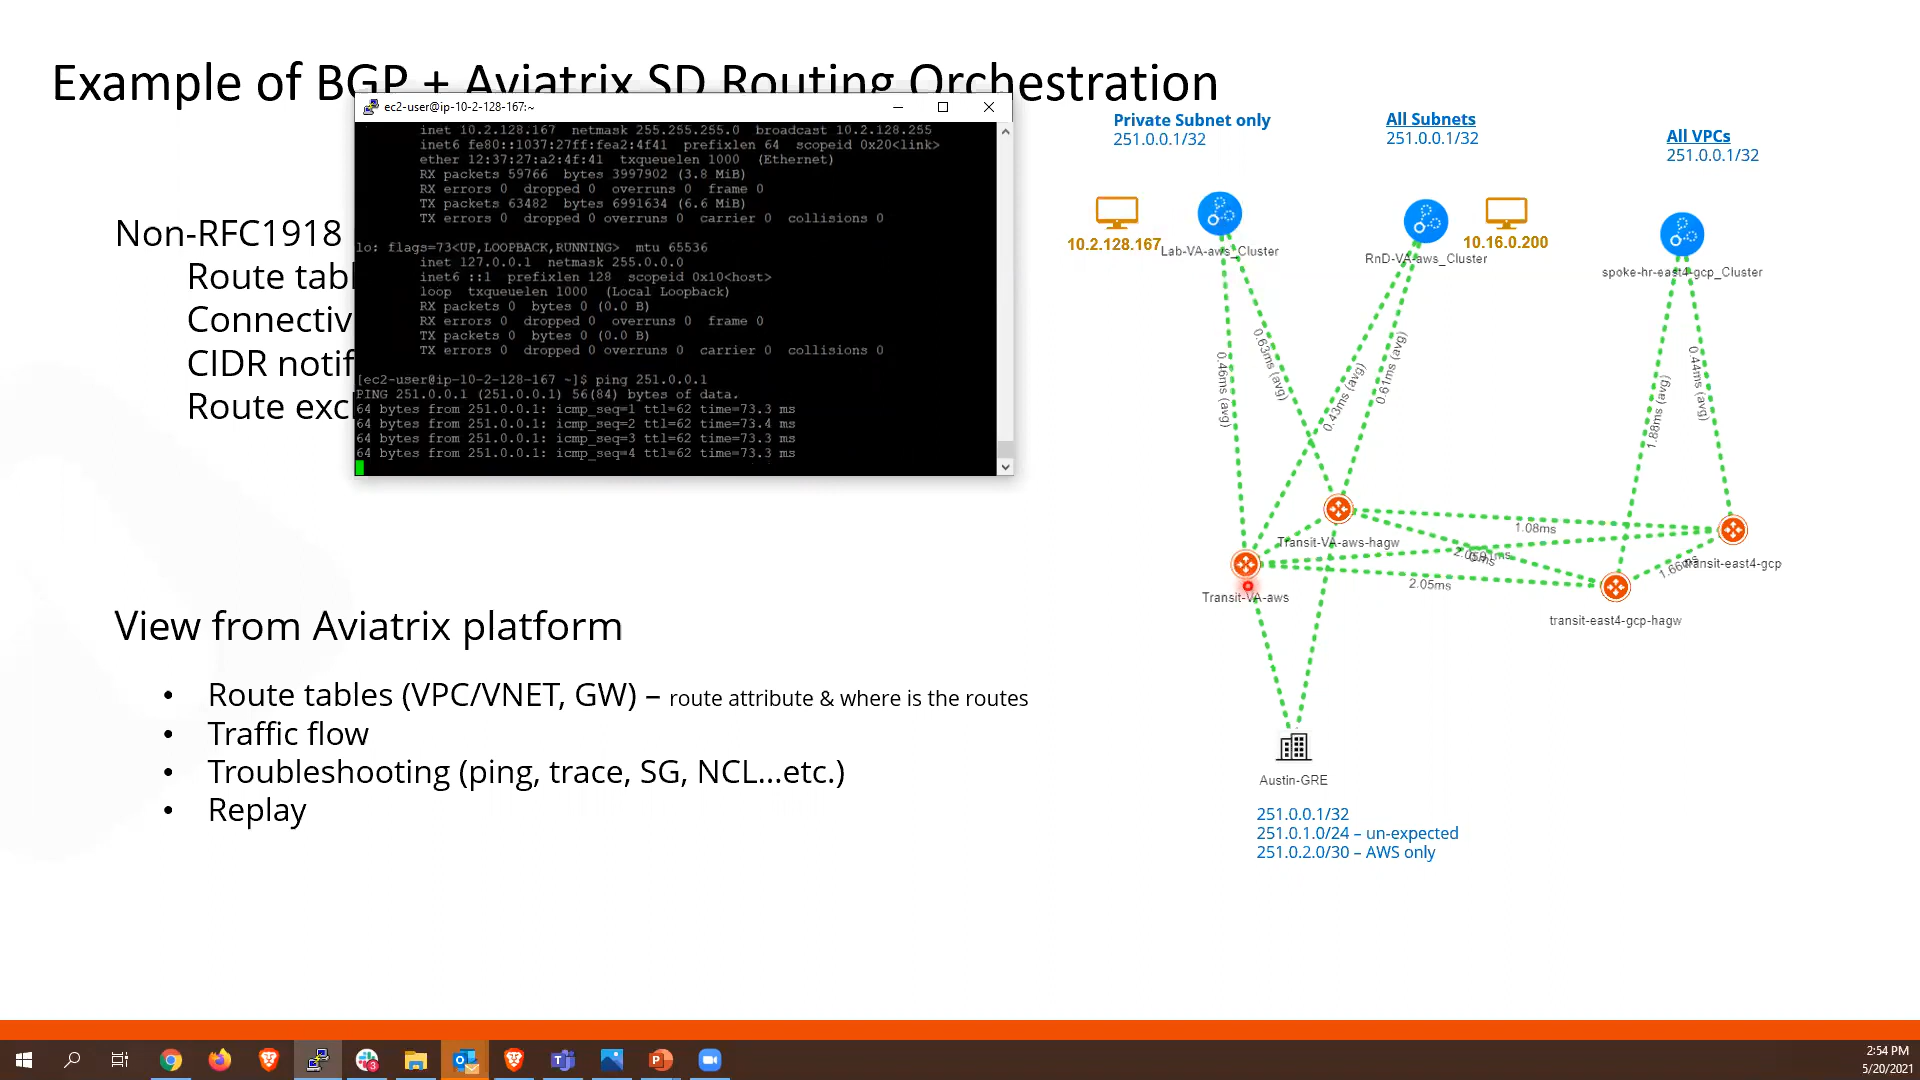 Example of BGP + Aviatrix SD Routing Orchestration
ec2-user@ip-10-2-128-167:~
inet 10.2.128.167 netmask 255.255.255.0 broadcast 10.2.128.255
inet6 fe80::1037:27ff:fea2:4f41 prefixlen 64 scopeid 0x20<link>
ether 12:37:27:a2:4f:41 txqueuelen 1000 (Ethernet)
RX packets 59766 bytes 3997902 (3.8 MiB)
RX errors 0 dropped 0 overruns 0 frame 0
TX packets 63482 bytes 6991634 (6.6 MiB)
TX errors 0 dropped 0 overruns 0 carrier 0 collisions 0
lo: flags=73<UP,LOOPBACK,RUNNING> mtu 65536
inet 127.0.0.1 netmask 255.0.0.0
inet6 ::1 prefixlen 128 scopeid 0x10<host>
loop txqueuelen 1000 (Local Loopback)
RX packets 0 bytes 0 (0.0 B)
RX errors 0 dropped 0 overruns 0 frame 0
TX packets 0 bytes 0 (0.0 B)
TX errors 0 dropped 0 overruns 0 carrier 0 collisions 0
[ec2-user@ip-10-2-128-167 ~]$ ping 251.0.0.1
PING 251.0.0.1 (251.0.0.1) 56(84) bytes of data.
64 bytes from 251.0.0.1: icmp_seq=1 ttl=62 time=73.3 ms
64 bytes from 251.0.0.1: icmp_seq=2 ttl=62 time=73.4 ms
64 bytes from 251.0.0.1: icmp_seq=3 ttl=62 time=73.3 ms
64 bytes from 251.0.0.1: icmp_seq=4 ttl=62 time=73.3 ms
Non-RFC1918
Route tabl
Connectiv
CIDR notif
Route exc
View from Aviatrix platform
• Route tables (VPC/VNET, GW) – route attribute & where is the routes
• Traffic flow
• Troubleshooting (ping, trace, SG, NCL...etc.)
• Replay
Private Subnet only
251.0.0.1/32
All Subnets
251.0.0.1/32
All VPCs
251.0.0.1/32
10.2.128.167
Lab-VA-aws_Cluster
RnD-VA-aws_Cluster
10.16.0.200
spoke-hr-east4-gcp_Cluster
0.46ms (avg)
0.63ms (avg)
0.43ms (avg)
0.61ms (avg)
1.88ms (avg)
0.44ms (avg)
Transit-VA-aws-hagw
1.08ms
2.05ms
1.66ms
transit-east4-gcp
Transit-VA-aws
transit-east4-gcp-hagw
Austin-GRE
251.0.0.1/32
251.0.1.0/24 – un-expected
251.0.2.0/30 – AWS only
2:54 PM
5/20/2021